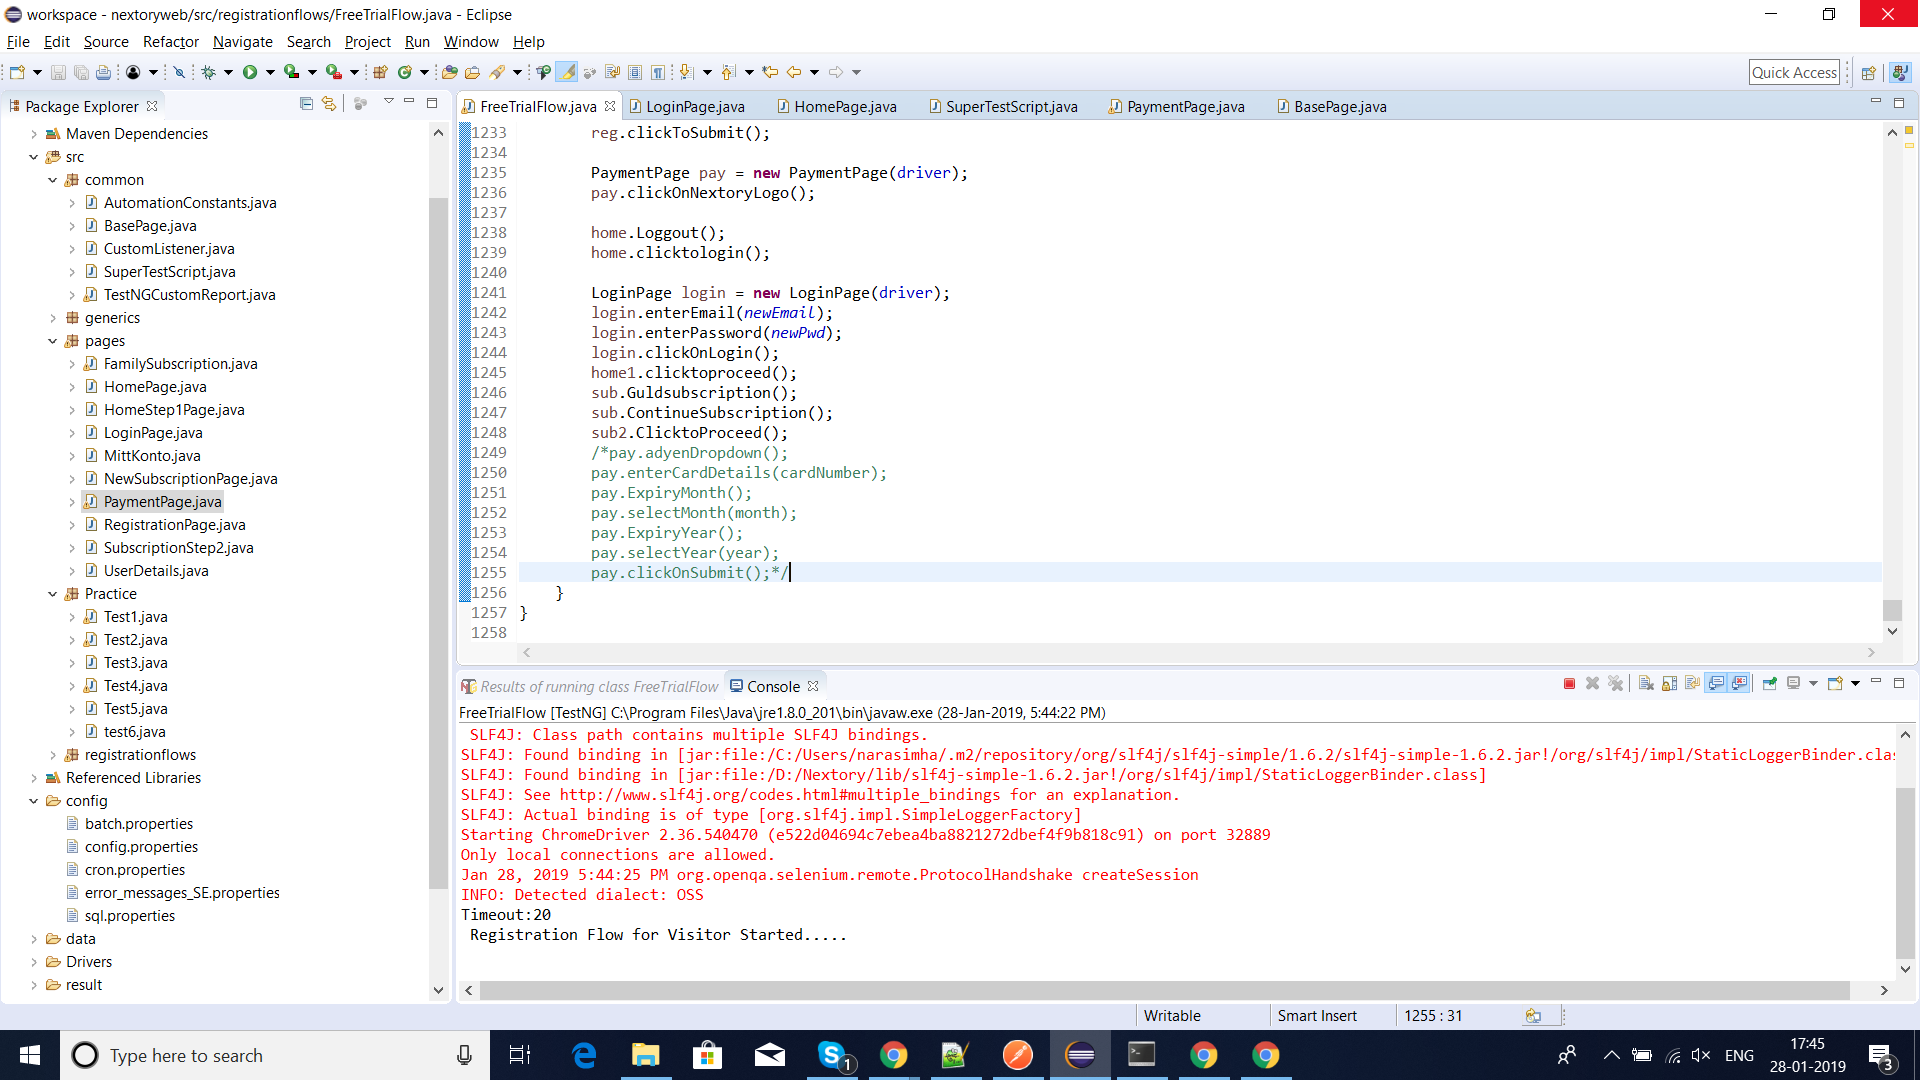 workspace - nextoryweb/src/registrationflows/FreeTrialFlow.java - Eclipse
File Edit Source Refactor Navigate Search Project Run Window Help
Quick Access
Package Explorer
Maven Dependencies
src
common
AutomationConstants.java
BasePage.java
CustomListener.java
SuperTestScript.java
TestNGCustomReport.java
generics
pages
FamilySubscription.java
HomePage.java
HomeStep1Page.java
LoginPage.java
MittKonto.java
NewSubscriptionPage.java
PaymentPage.java
RegistrationPage.java
SubscriptionStep2.java
UserDetails.java
Practice
Test1.java
Test2.java
Test3.java
Test4.java
Test5.java
test6.java
registrationflows
Referenced Libraries
config
batch.properties
config.properties
cron.properties
error_messages_SE.properties
sql.properties
data
Drivers
result
FreeTrialFlow.java LoginPage.java HomePage.java SuperTestScript.java PaymentPage.java BasePage.java
1233 reg.clickToSubmit();
1234
1235 PaymentPage pay = new PaymentPage(driver);
1236 pay.clickOnNextoryLogo();
1237
1238 home.Loggout();
1239 home.clicktologin();
1240
1241 LoginPage login = new LoginPage(driver);
1242 login.enterEmail(newEmail);
1243 login.enterPassword(newPwd);
1244 login.clickOnLogin();
1245 home1.clicktoproceed();
1246 sub.Guldsubscription();
1247 sub.ContinueSubscription();
1248 sub2.ClicktoProceed();
1249 /*pay.adyenDropdown();
1250 pay.enterCardDetails(cardNumber);
1251 pay.ExpiryMonth();
1252 pay.selectMonth(month);
1253 pay.ExpiryYear();
1254 pay.selectYear(year);
1255 pay.clickOnSubmit();*/
1256 }
1257 }
1258
Results of running class FreeTrialFlow Console
FreeTrialFlow [TestNG] C:\Program Files\Java\jre1.8.0_201\bin\javaw.exe (28-Jan-2019, 5:44:22 PM)
SLF4J: Class path contains multiple SLF4J bindings.
SLF4J: Found binding in [jar:file:/C:/Users/narasimha/.m2/repository/org/slf4j/slf4j-simple/1.6.2/slf4j-simple-1.6.2.jar!/org/slf4j/impl/StaticLoggerBinder.clas
SLF4J: Found binding in [jar:file:/D:/Nextory/lib/slf4j-simple-1.6.2.jar!/org/slf4j/impl/StaticLoggerBinder.class]
SLF4J: See http://www.slf4j.org/codes.html#multiple_bindings for an explanation.
SLF4J: Actual binding is of type [org.slf4j.impl.SimpleLoggerFactory]
Starting ChromeDriver 2.36.540470 (e522d04694c7ebea4ba8821272dbef4f9b818c91) on port 32889
Only local connections are allowed.
Jan 28, 2019 5:44:25 PM org.openqa.selenium.remote.ProtocolHandshake createSession
INFO: Detected dialect: OSS
Timeout:20
Registration Flow for Visitor Started.....
Writable Smart Insert 1255 : 31
Type here to search
1
ENG
17:45
28-01-2019
3